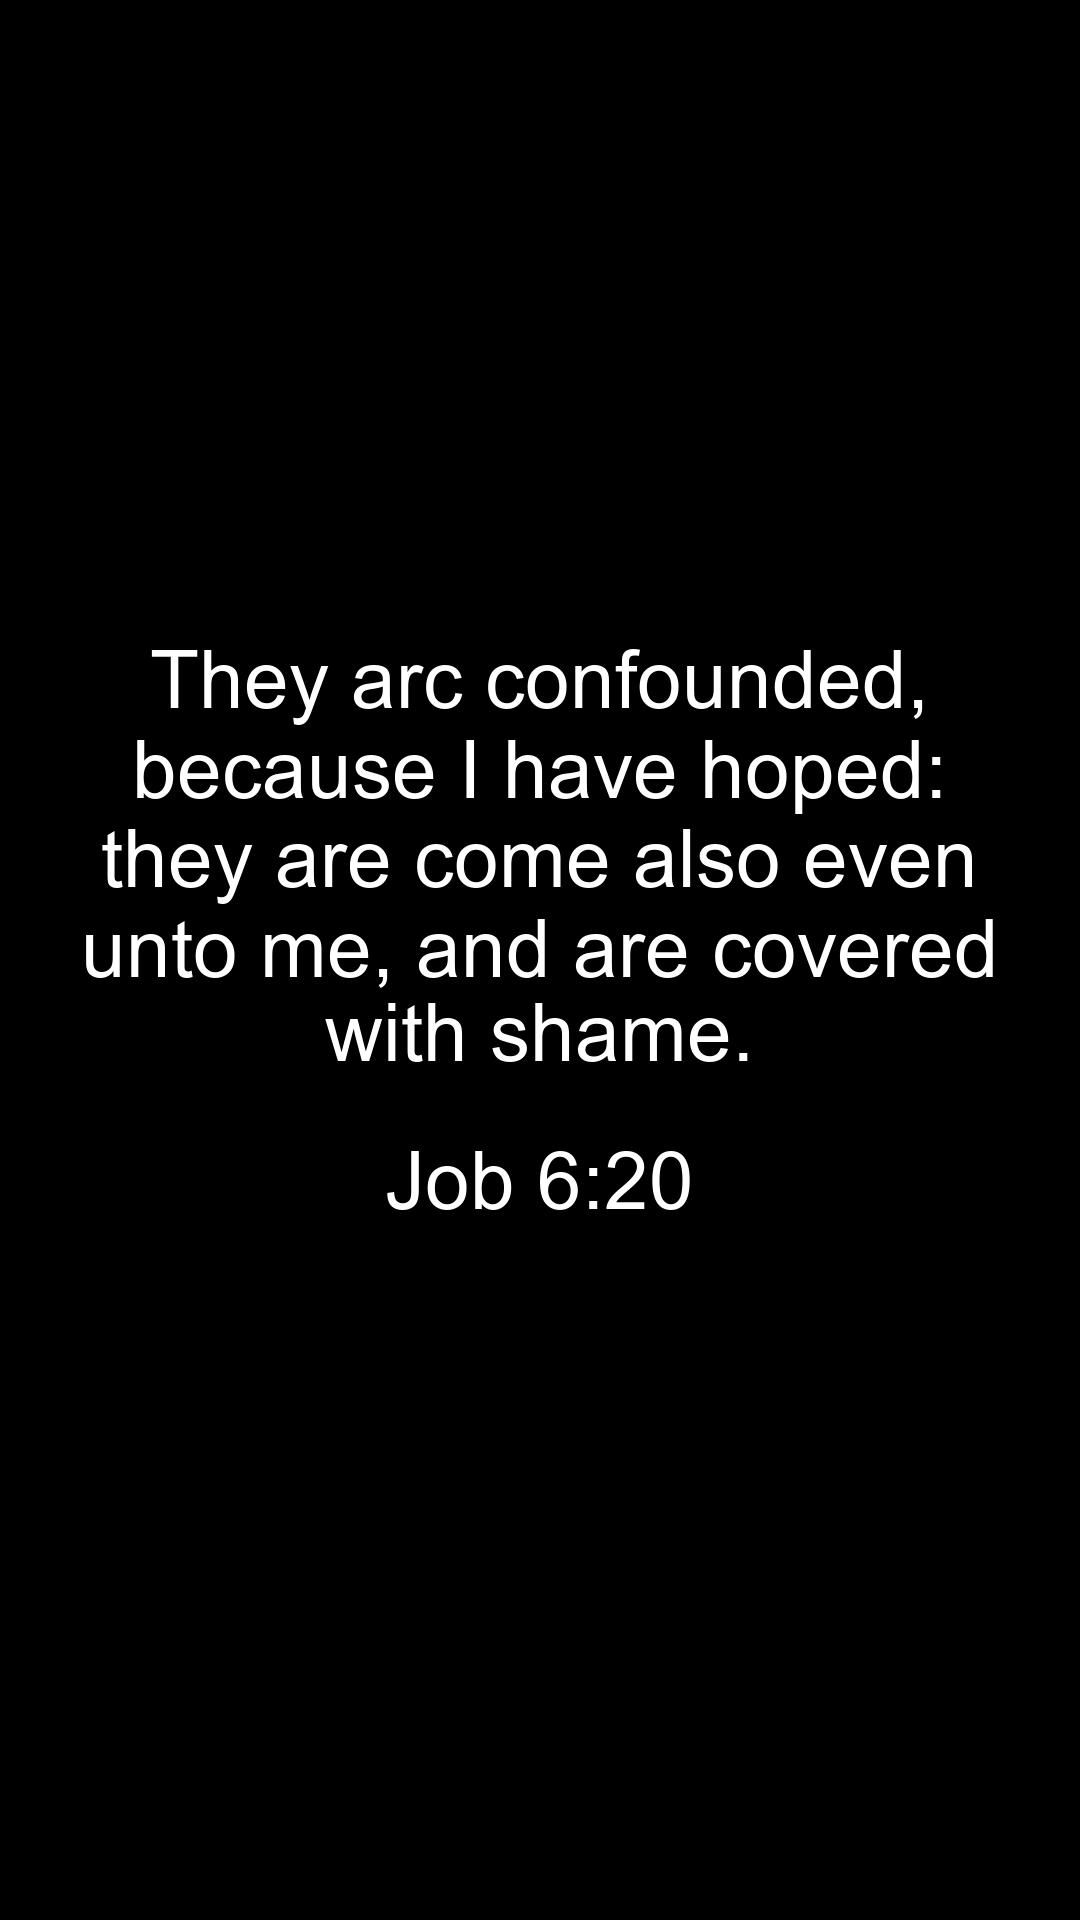 They arc confounded,
because I have hoped:
they are come also even
unto me, and are covered
with shame.
Job 6:20